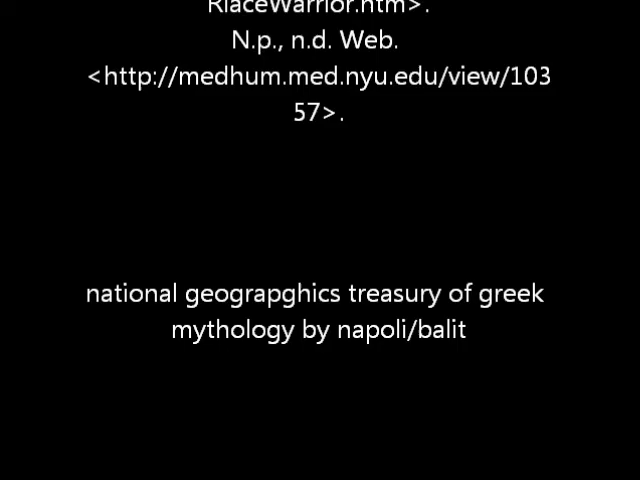 RiaceWarrior.htm>.
N.p., n.d. Web.
<http://medhum.med.nyu.edu/view/103
57>.
national geograpghics treasury of greek
mythology by napoli/balit